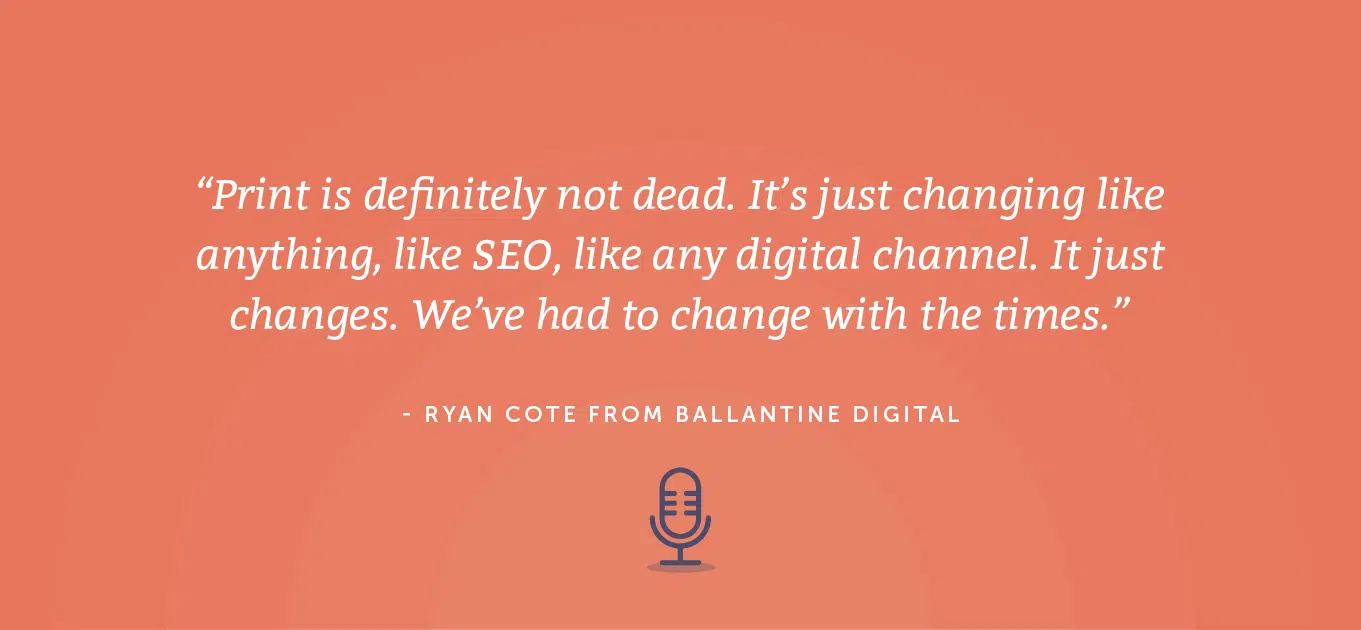 “Print is definitely not dead. It’s just changing like
anything, like SEO, like any digital channel. It just
changes. We’ve had to change with the times.”
- RYAN COTE FROM BALLANTINE DIGITAL